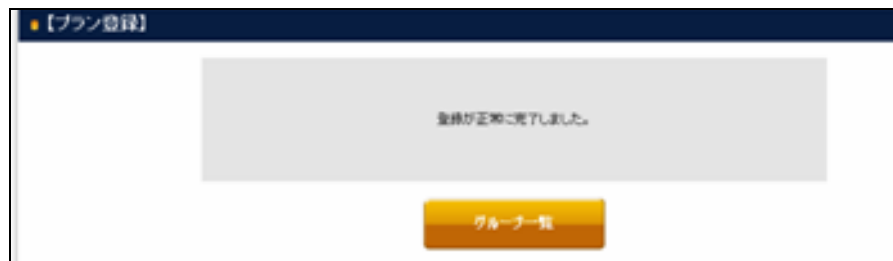 【プラン登録】
登録が正常に完了しました。
グループ一覧